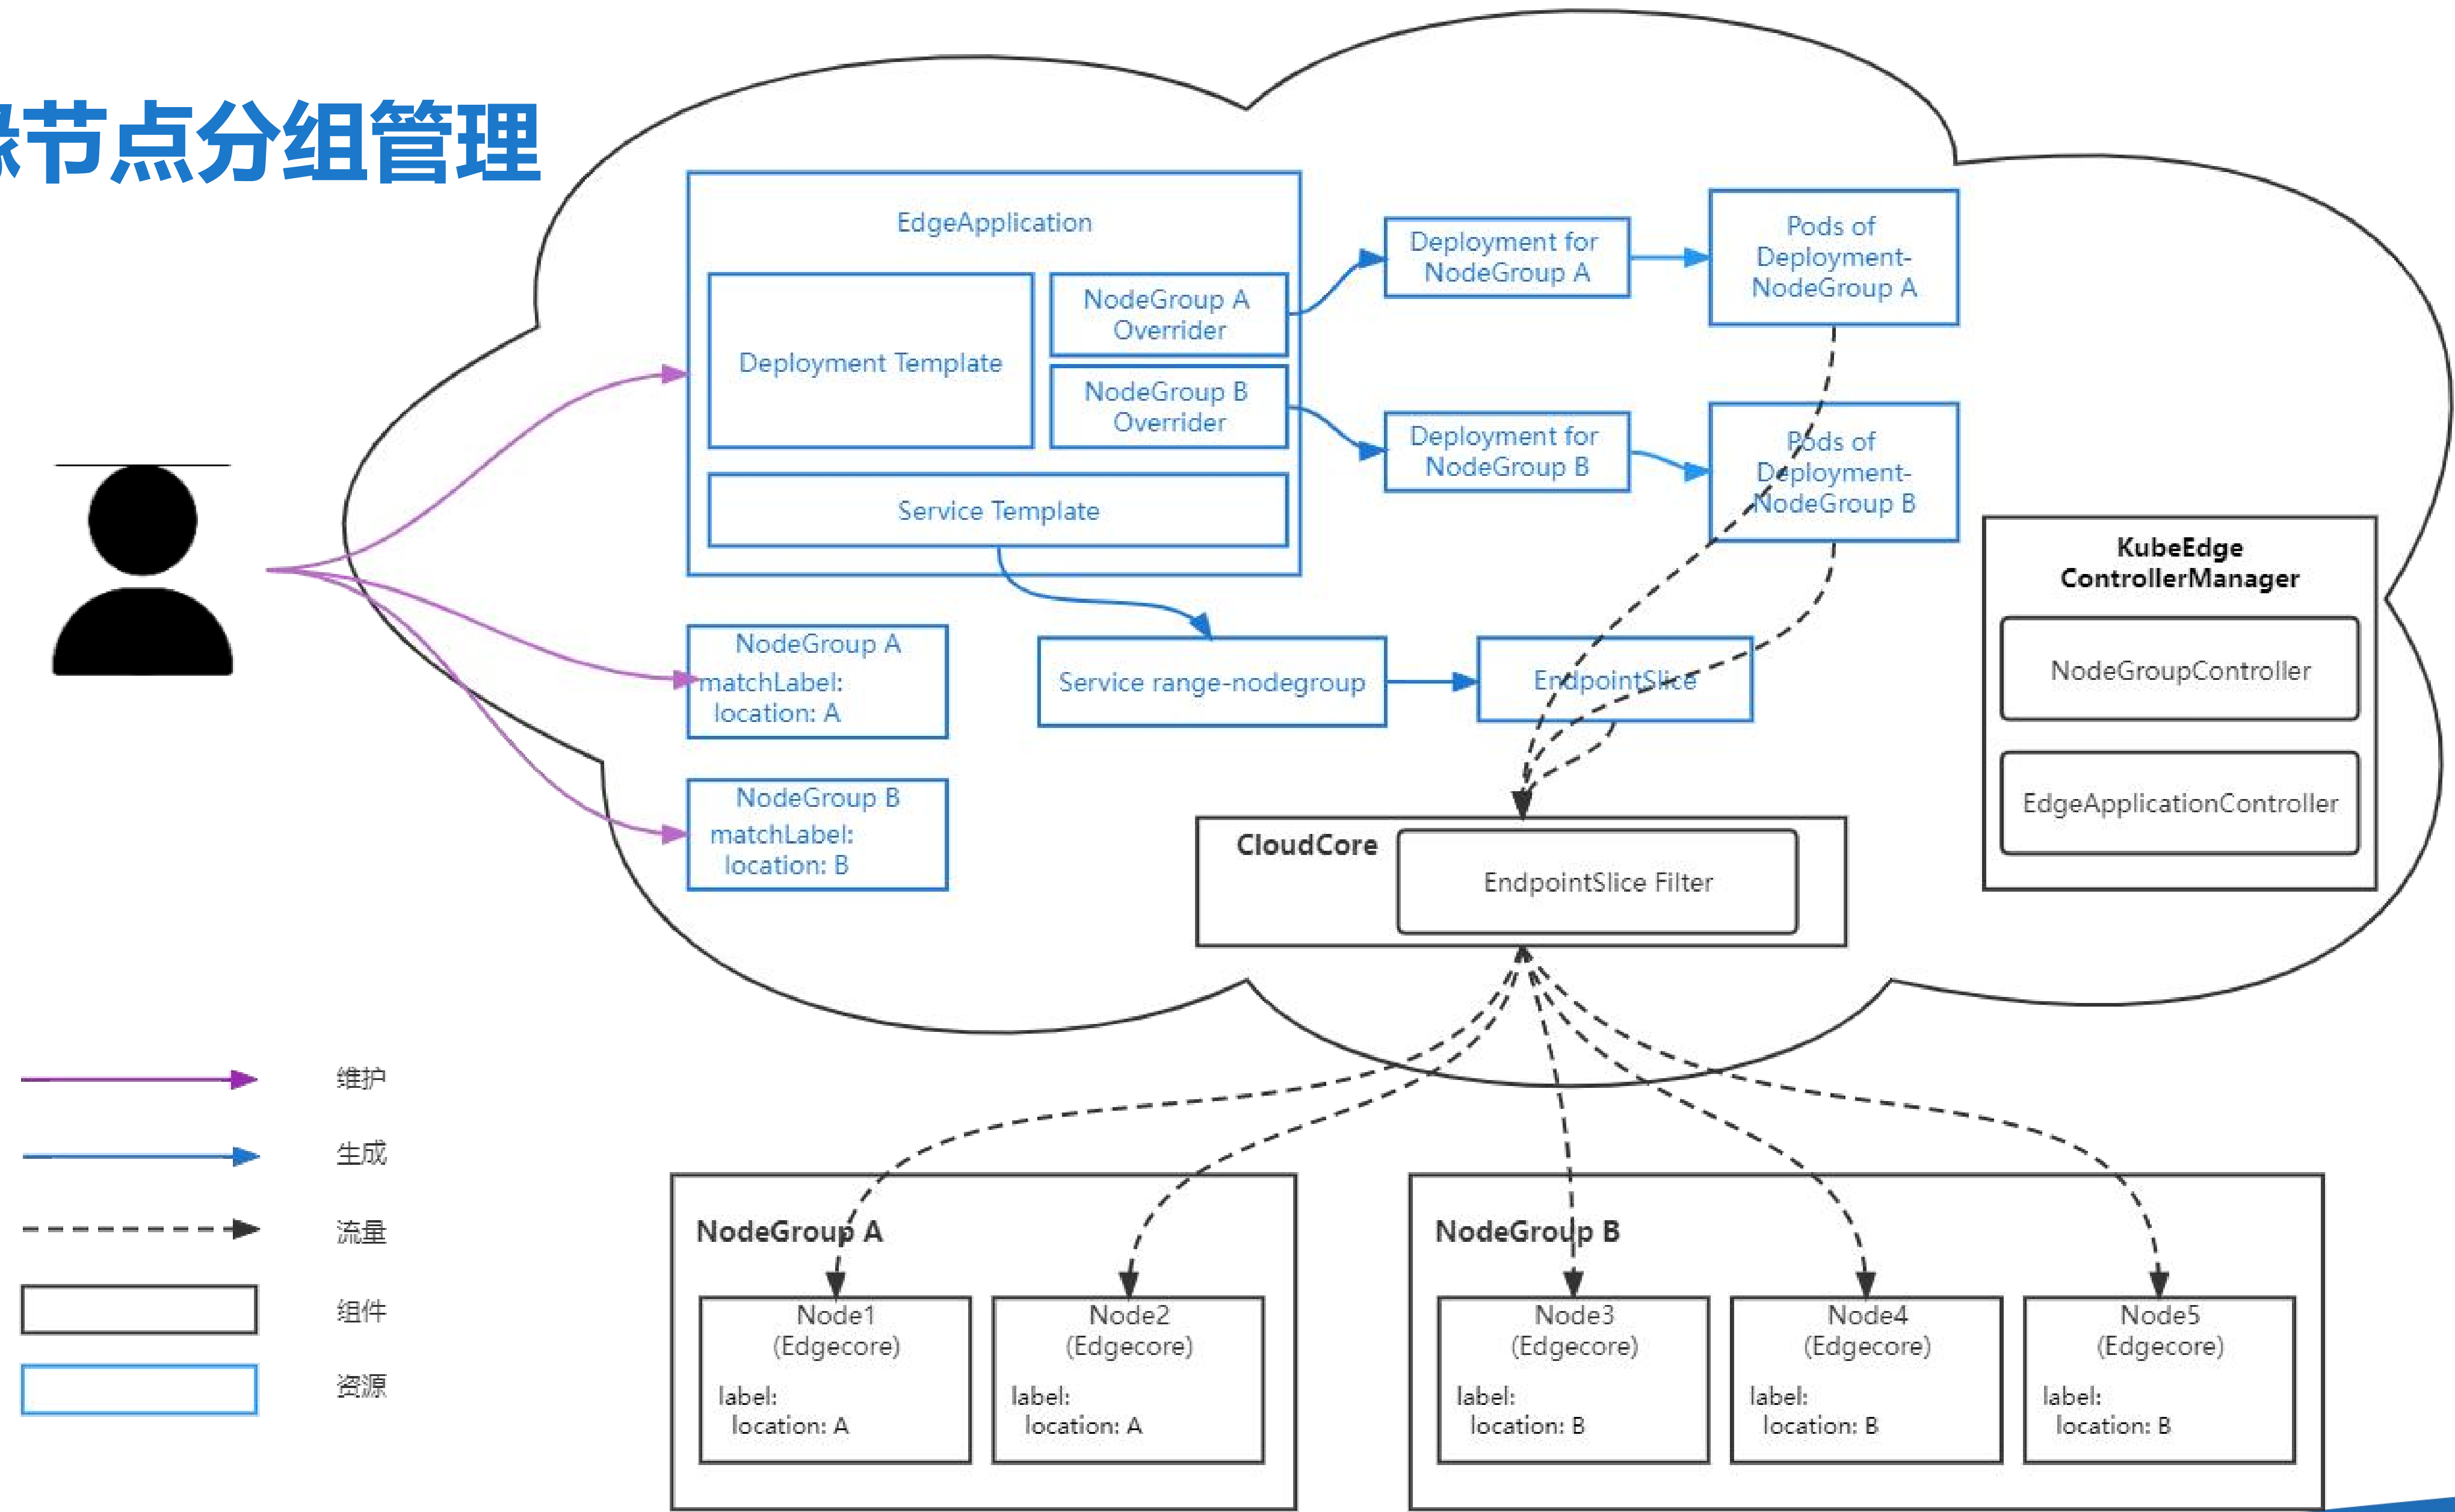 缘节点分组管理
EdgeApplication
Deployment Template
NodeGroup A
Overrider
NodeGroup B
Overrider
Service Template
Deployment for
NodeGroup A
Deployment for
NodeGroup B
Pods of
Deployment-
NodeGroup A
Pods of
Deployment-
NodeGroup B
NodeGroup A
matchLabel:
location: A
NodeGroup B
matchLabel:
location: B
Service range-nodegroup
EndpointSlice
KubeEdge
ControllerManager
NodeGroupController
EdgeApplicationController
CloudCore
EndpointSlice Filter
维护
生成
流量
组件
资源
NodeGroup A
Node1
(Edgecore)
label:
location: A
Node2
(Edgecore)
label:
location: A
NodeGroup B
Node3
(Edgecore)
label:
location: B
Node4
(Edgecore)
label:
location: B
Node5
(Edgecore)
label:
location: B